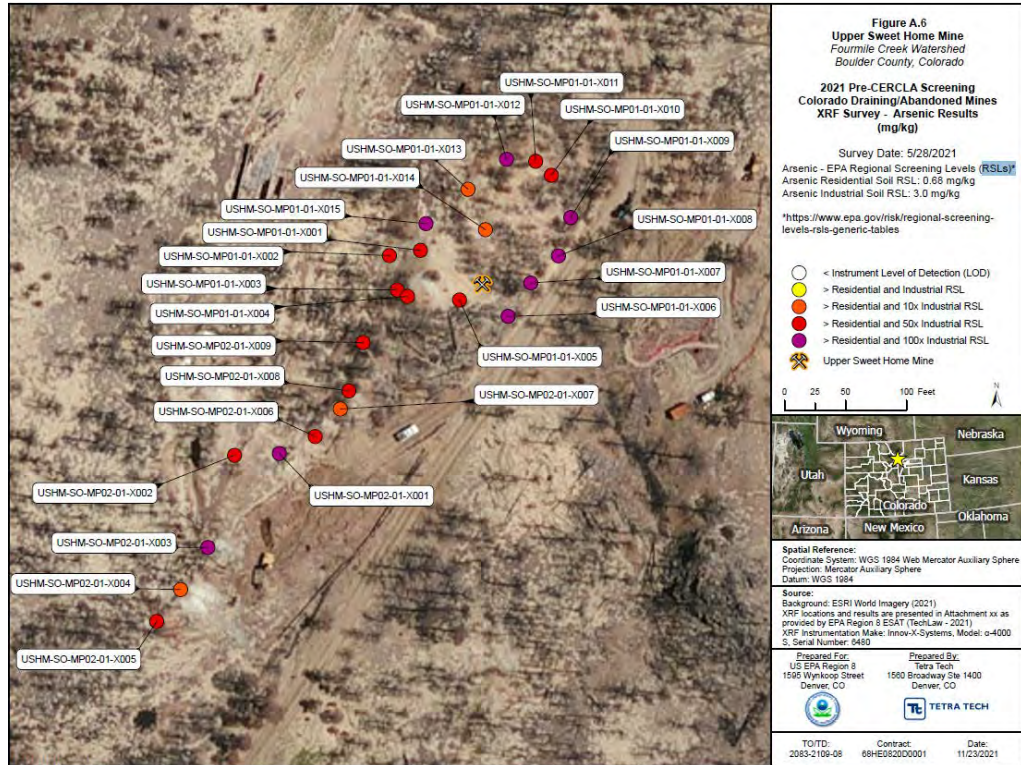 USHM-SO-MP01-01-X011
USHM-SO-MP01-01-X012
USHM-SO-MP01-01-X010
USHM-SO-MP01-01-X009
USHM-SO-MP01-01-X013
USHM-SO-MP01-01-X014
USHM-SO-MP01-01-X015
USHM-SO-MP01-01-X008
USHM-SO-MP01-01-X001
USHM-SO-MP01-01-X002
USHM-SO-MP01-01-X007
USHM-SO-MP01-01-X003
USHM-SO-MP01-01-X004
USHM-SO-MP01-01-X006
USHM-SO-MP02-01-X009
USHM-SO-MP01-01-X005
USHM-SO-MP02-01-X008
USHM-SO-MP02-01-X007
USHM-SO-MP02-01-X006
USHM-SO-MP02-01-X002
USHM-SO-MP02-01-X001
USHM-SO-MP02-01-X003
USHM-SO-MP02-01-X004
USHM-SO-MP02-01-X005
Figure A.6
Upper Sweet Home Mine
Fourmile Creek Watershed
Boulder County, Colorado
2021 Pre-CERCLA Screening
Colorado Draining/Abandoned Mines
XRF Survey - Arsenic Results
(mg/kg)
Survey Date: 5/28/2021
Arsenic - EPA Regional Screening Levels (RSLs)*
Arsenic Residential Soil RSL: 0.68 mg/kg
Arsenic Industrial Soil RSL: 3.0 mg/kg
*https://www.epa.gov/risk/regional-screening-
levels-rsls-generic-tables
< Instrument Level of Detection (LOD)
> Residential and Industrial RSL
> Residential and 10x Industrial RSL
> Residential and 50x Industrial RSL
> Residential and 100x Industrial RSL
Upper Sweet Home Mine
0 25 50 100 Feet
N
Wyoming
Nebraska
Utah
Kansas
Colorado
Oklahoma
Arizona
New Mexico
Spatial Reference:
Coordinate System: WGS 1984 Web Mercator Auxiliary Sphere
Projection: Mercator Auxiliary Sphere
Datum: WGS 1984
Source:
Background: ESRI World Imagery (2021)
XRF locations and results are presented in Attachment xx as
provided by EPA Region 8 ESAT (TechLaw - 2021)
XRF Instrumentation Make: Innov-X-Systems, Model: α-4000
S, Serial Number: 6480
Prepared For:
US EPA Region 8
1595 Wynkoop Street
Denver, CO
Prepared By:
Tetra Tech
1560 Broadway Ste 1400
Denver, CO
Tt TETRA TECH
TO/TD:
2083-2109-08
Contract:
68HE0820D0001
Date:
11/23/2021